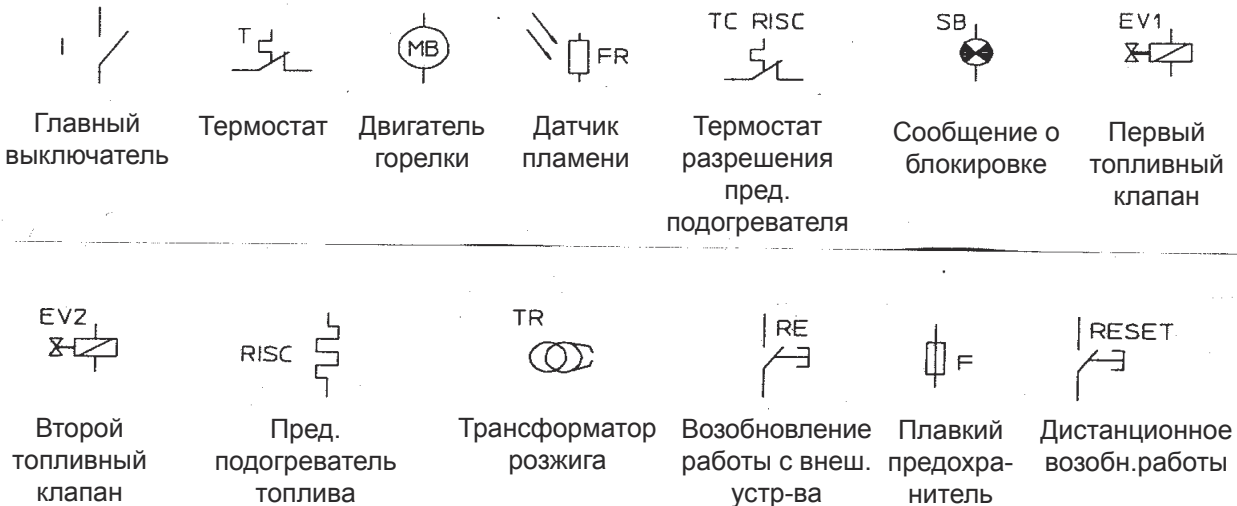 I
T
MB
FR
TC RISC
SB
EV1
Главный
выключатель
Термостат
Двигатель
горелки
Датчик
пламени
Термостат
разрешения
пред.
подогревателя
Сообщение о
блокировке
Первый
топливный
клапан
EV2
RISC
TR
RE
F
RESET
Второй
топливный
клапан
Пред.
подогреватель
топлива
Трансформатор
розжига
Возобновление
работы с внеш.
устр-ва
Плавкий
предохра-
нитель
Дистанционное
возобн.работы